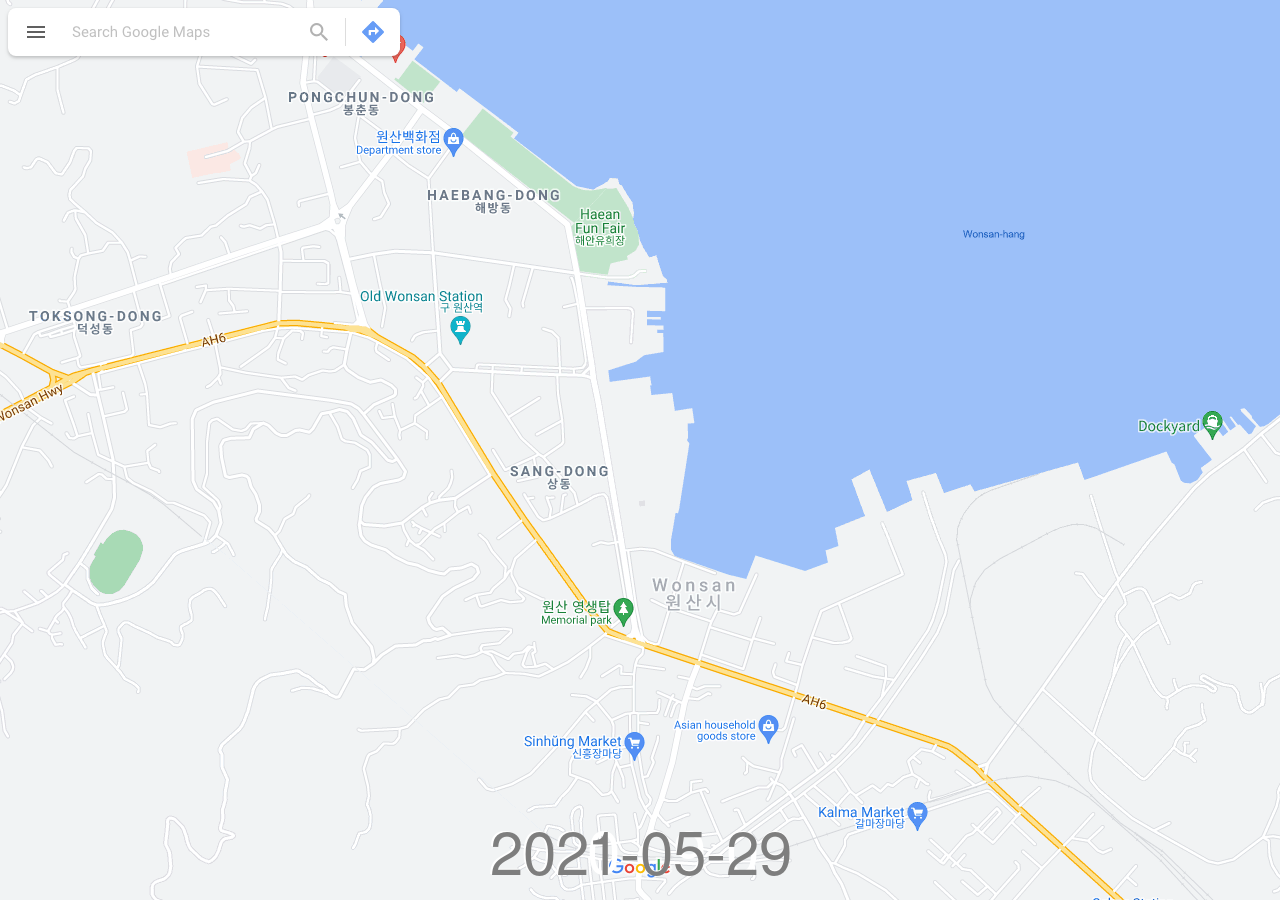 Search Google Maps
PONGCHUN-DONG
봉춘동
원산백화점
Department store
HAEBANG-DONG
해방동
Haean
Fun Fair
해안유희장
Wonsan-hang
Old Wonsan Station
구 원산역
TOKSONG-DONG
덕성동
AH6
Wonsan Hwy
Dockyard
SANG-DONG
상동
Wonsan
원산시
원산 영생탑
Memorial park
AH6
Asian household
goods store
Sinhŭng Market
신흥장마당
Kalma Market
갈마장마당
2021-05-29
Google